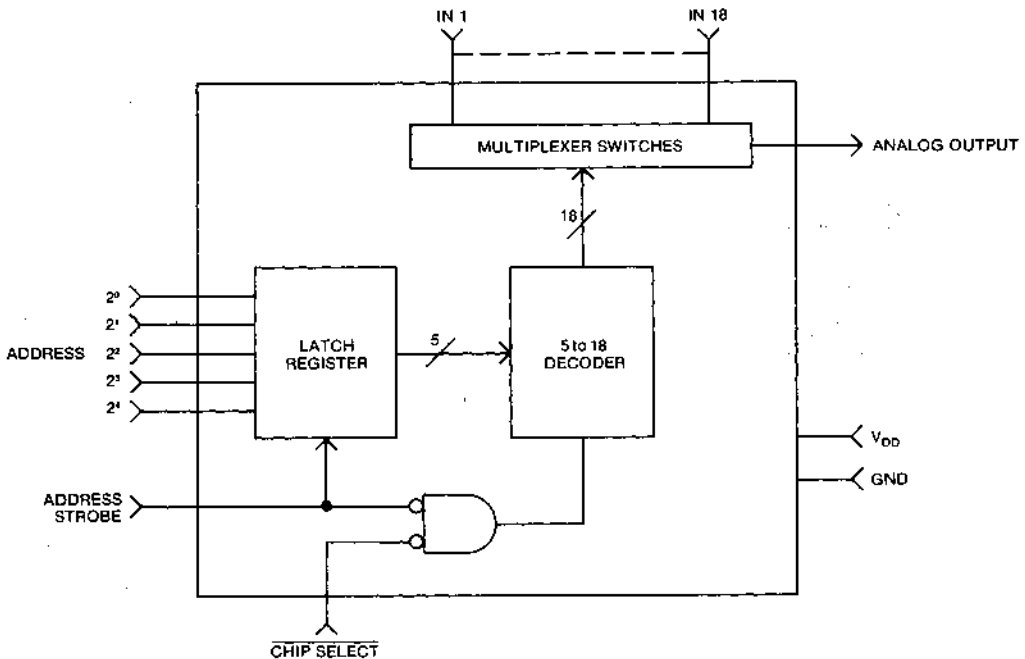 IN 1
IN 18
MULTIPLEXER SWITCHES
ANALOG OUTPUT
18
2⁰
2¹
ADDRESS
2²
2³
2⁴
LATCH
REGISTER
5
5 to 18
DECODER
V_DD
GND
ADDRESS
STROBE
CHIP SELECT